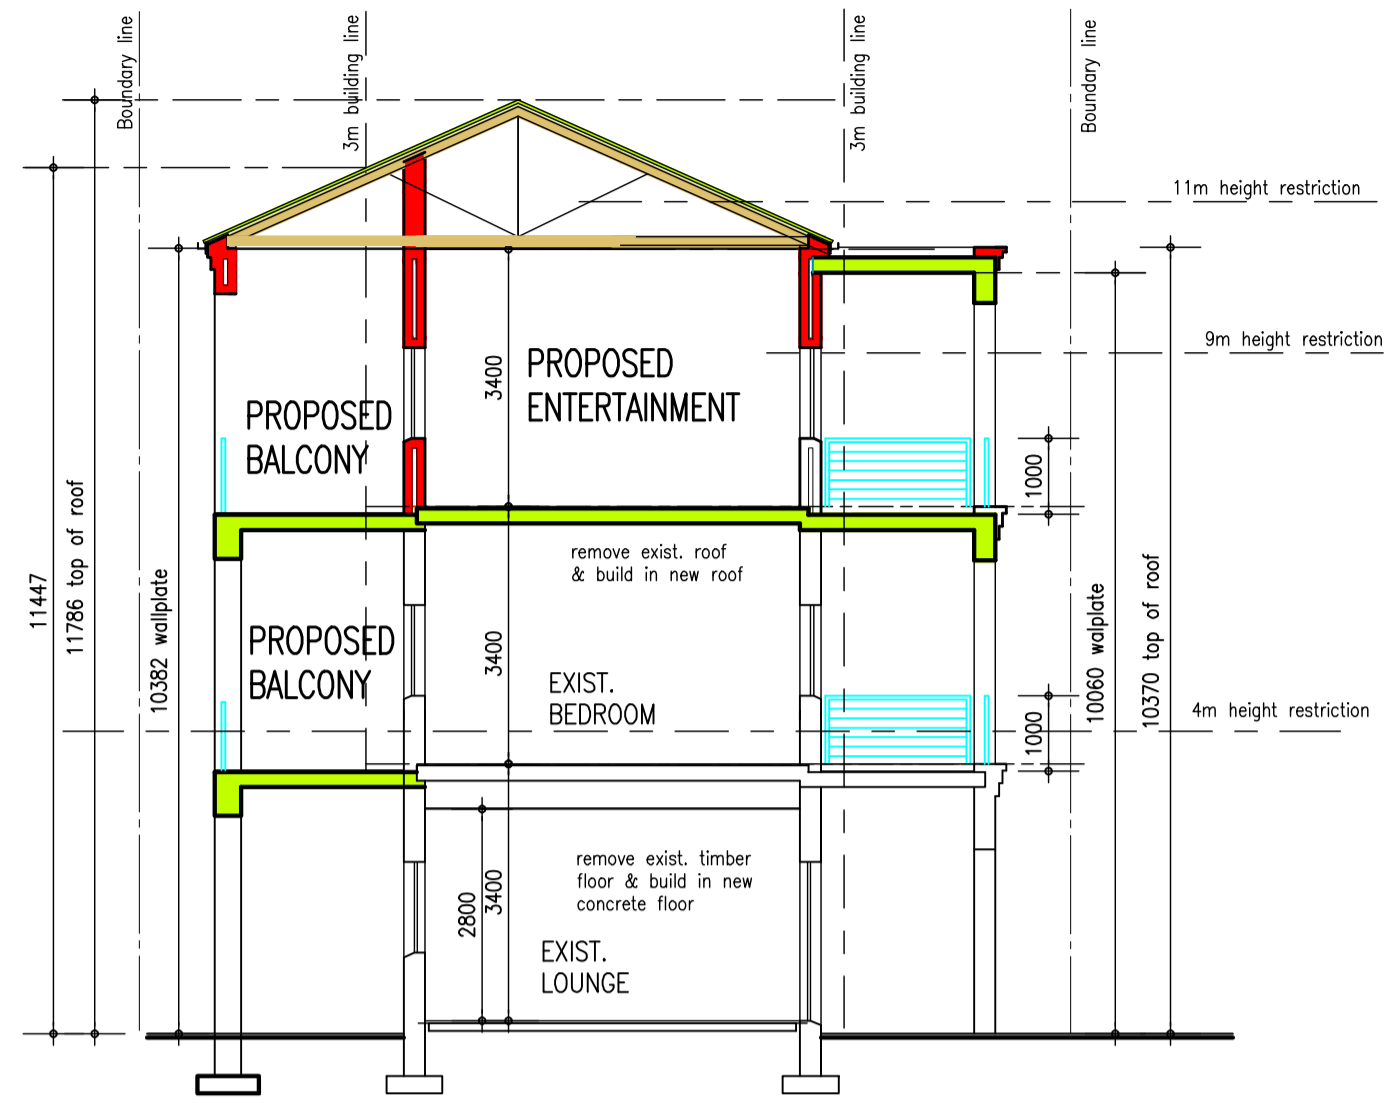 Boundary line
3m building line
3m building line
Boundary line
11m height restriction
9m height restriction
PROPOSED
ENTERTAINMENT
3400
PROPOSED
BALCONY
1000
11447
11786 top of roof
10382 wallplate
remove exist. roof
& build in new roof
PROPOSED
BALCONY
3400
EXIST.
BEDROOM
1000
10060 walplate
10370 top of roof
4m height restriction
remove exist. timber
floor & build in new
concrete floor
2800
3400
EXIST.
LOUNGE